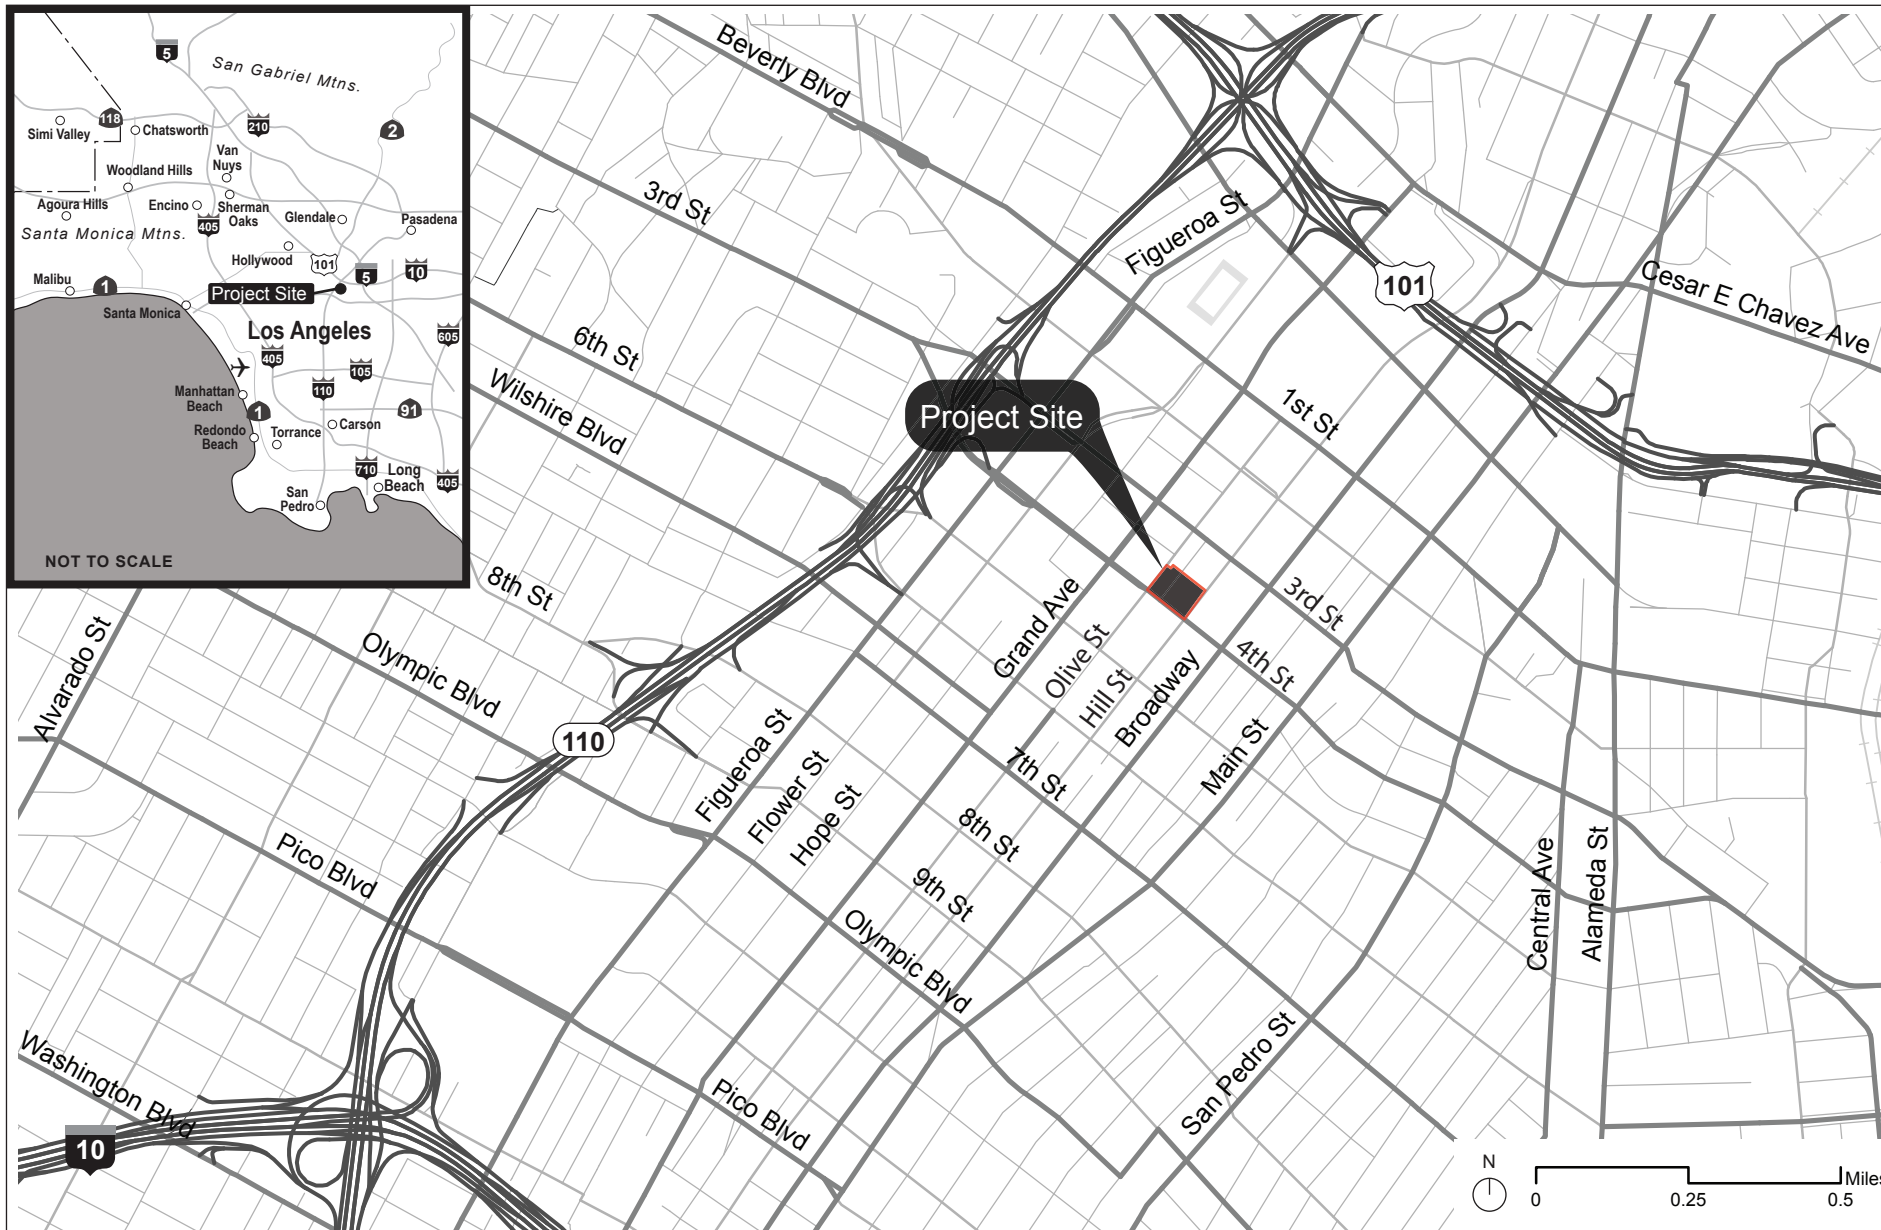 5
San Gabriel Mtns.
118
Simi Valley
Chatsworth
210
2
Van
Nuys
Woodland Hills
Agoura Hills
Encino
Sherman
Oaks
405
Glendale
Pasadena
Santa Monica Mtns.
Hollywood
101
5
10
Malibu
1
Project Site
Santa Monica
Los Angeles
605
405
105
110
Manhattan
Beach
1
91
Redondo
Beach
Torrance
Carson
710
Long
Beach
405
San
Pedro
NOT TO SCALE
Beverly Blvd
3rd St
Figueroa St
101
Cesar E Chavez Ave
6th St
Wilshire Blvd
Project Site
1st St
8th St
Grand Ave
3rd St
Olive St
Hill St
Broadway
4th St
Alvarado St
Olympic Blvd
110
Figueroa St
Flower St
Hope St
7th St
Main St
8th St
9th St
Pico Blvd
Olympic Blvd
Central Ave
Alameda St
Washington Blvd
10
Pico Blvd
San Pedro St
N
0
0.25
0.5
Miles